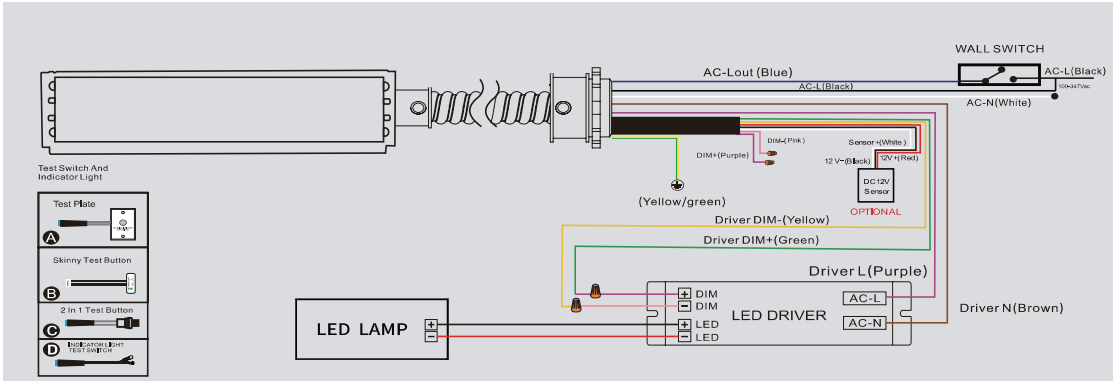 WALL SWITCH
AC-Lout (Blue)
AC-L(Black)
AC-L(Black)
100-347Vac
AC-N(White)
DIM-(Pink)
DIM+(Purple)
Sensor+(White)
12V-(Black)
12V+(Red)
DC12V
Sensor
OPTIONAL
(Yellow/green)
Driver DIM-(Yellow)
Driver DIM+(Green)
Driver L(Purple)
Driver N(Brown)
Test Switch And
Indicator Light
Test Plate
A
Skinny Test Button
B
2 In 1 Test Button
C
INDICATOR LIGHT
TEST SWITCH
D
LED LAMP
+
−
+ DIM
− DIM
+ LED
− LED
LED DRIVER
AC-L
AC-N